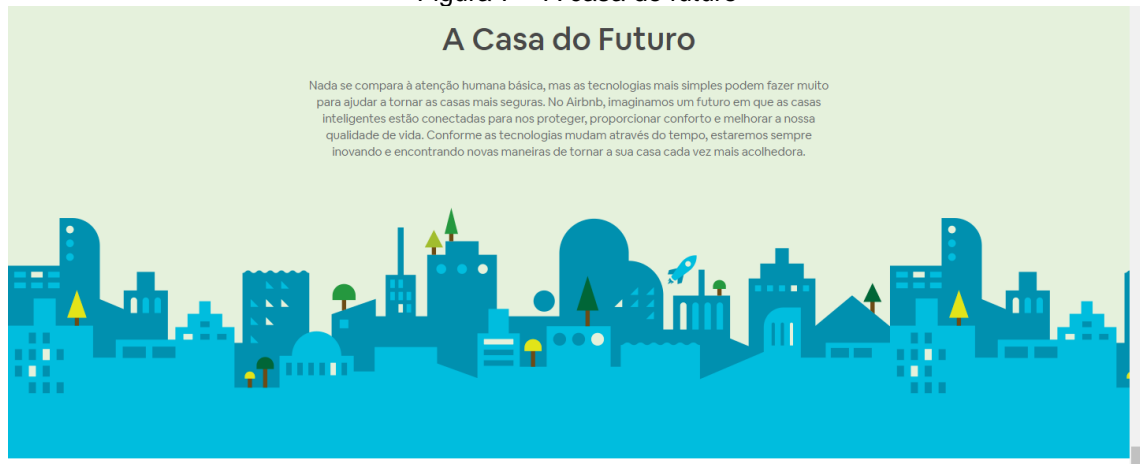 A Casa do Futuro
Nada se compara à atenção humana básica, mas as tecnologias mais simples podem fazer muito
para ajudar a tornar as casas mais seguras. No Airbnb, imaginamos um futuro em que as casas
inteligentes estão conectadas para nos proteger, proporcionar conforto e melhorar a nossa
qualidade de vida. Conforme as tecnologias mudam através do tempo, estaremos sempre
inovando e encontrando novas maneiras de tornar a sua casa cada vez mais acolhedora.